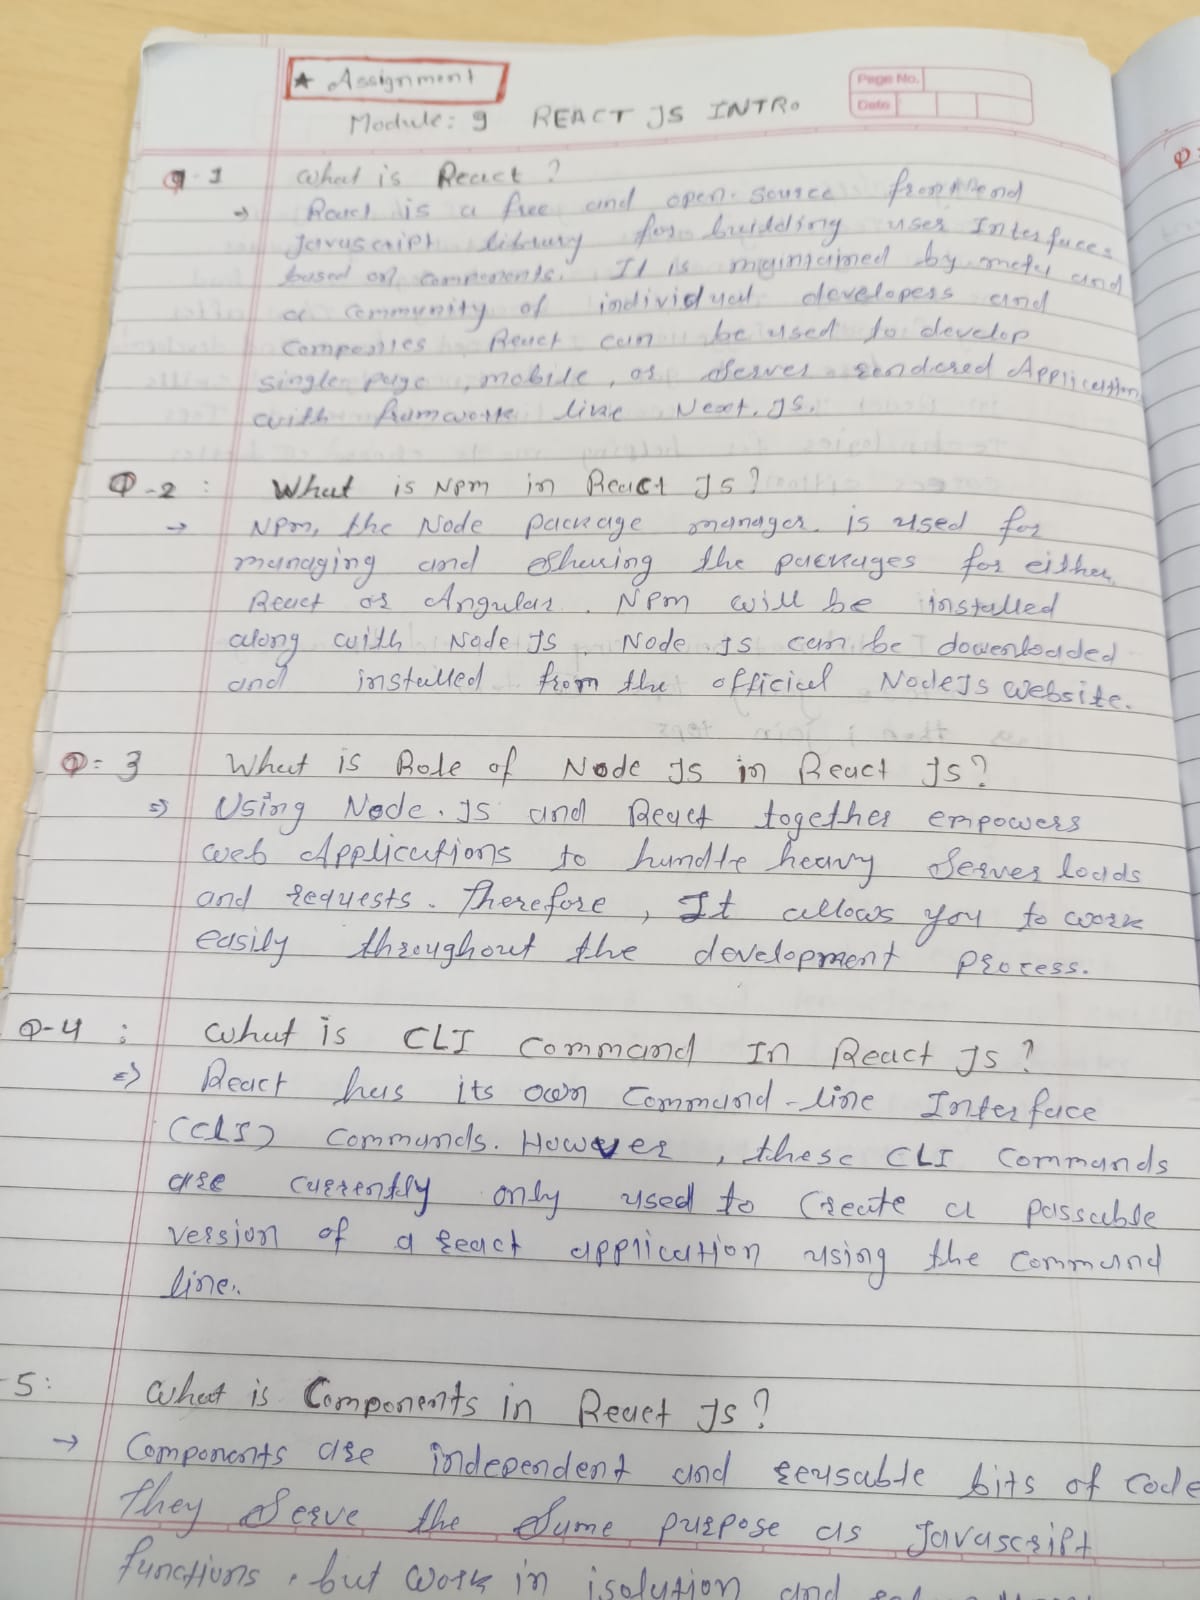 ★ Assignment
Page No.
Date
Module: 9 REACT JS INTRO
Q-1 What is React?
→ React is a free and open-source frontend
Javascript library for building user Interfaces
based on components. It is maintained by meta and
a community of individual developers and
companies React can be used to develop
single page, mobile, or server rendered Application
with framwork like Next.JS.
Q-2 : What is Npm in React JS?
→ NPm, the Node package manager. is used for
managing and sharing the packages for either
React or Angular. NPm will be installed
along with Node JS. Node JS can be downloaded
and installed from the official NodeJs website.
Q-3 What is Role of Node JS in React JS?
⇒ Using Node.JS and React together empowers
web Applications to handle heavy server loads
and requests. Therefore, It allows you to work
easily throughout the development process.
Q-4 : What is CLI Command In React JS?
⇒ React has its own Command-line Interface
(CLI) commands. However, these CLI Commands
are currently only used to Create a passable
version of a react application using the command
line.
-5: What is Components in React JS?
→ Components are independent and reusable bits of code
They serve the same purpose as Javascript
functions, but work in isolation and